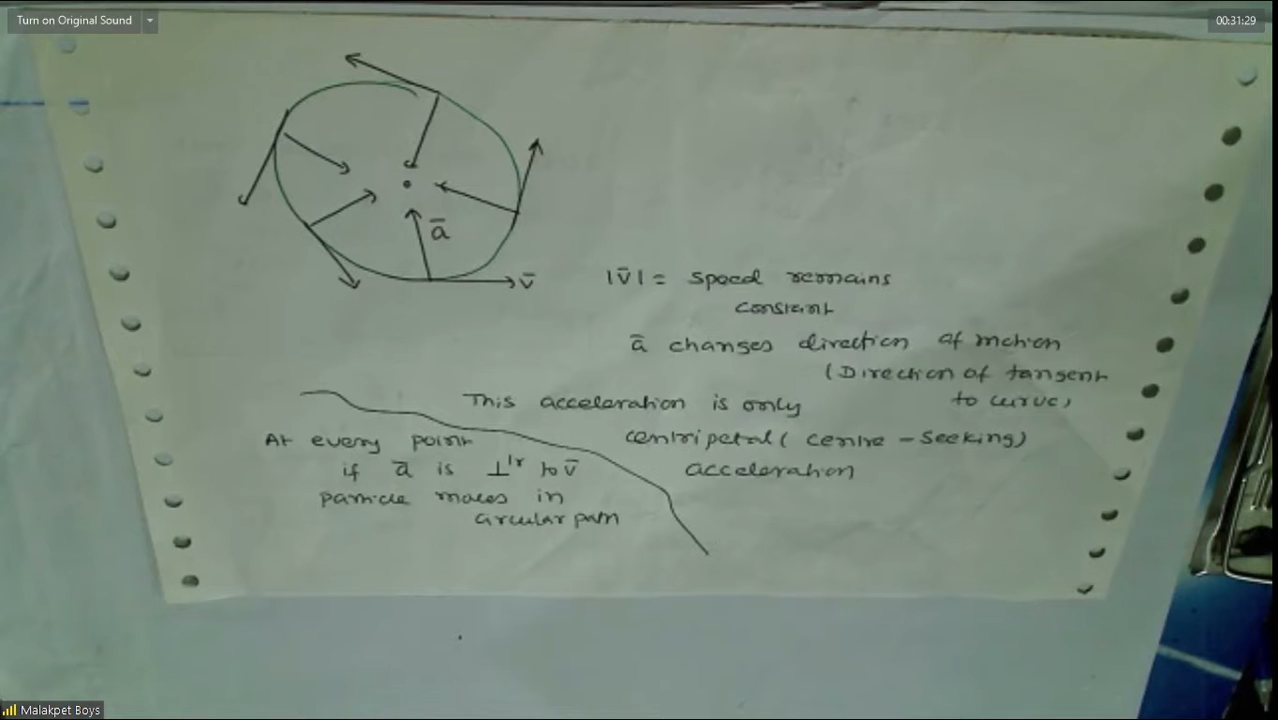 Turn on Original Sound
00:31:29
ā
v̄
|v̄| = speed remains
constant
ā changes direction of motion
(Direction of tangent
to curve)
This acceleration is only
centripetal (centre-seeking)
acceleration
At every point
if ā is ⊥lr to v̄
particle moves in
circular path
Malakpet Boys